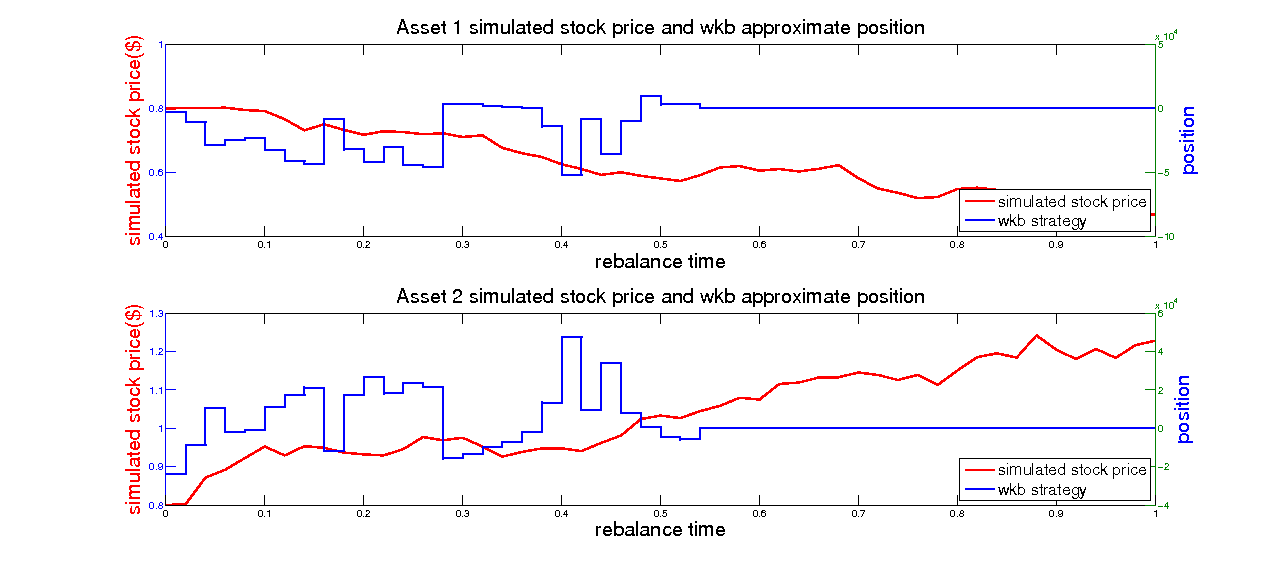 Asset 1 simulated stock price and wkb approximate position
x 10^4
1 0.8 0.6 0.4
simulated stock price($)
5 0 -5 -10
position
simulated stock price
wkb strategy
0 0.1 0.2 0.3 0.4 0.5 0.6 0.7 0.8 0.9 1
rebalance time
Asset 2 simulated stock price and wkb approximate position
x 10^4
1.3 1.2 1.1 1 0.9 0.8
simulated stock price($)
6 4 2 0 -2 -4
position
simulated stock price
wkb strategy
0 0.1 0.2 0.3 0.4 0.5 0.6 0.7 0.8 0.9 1
rebalance time